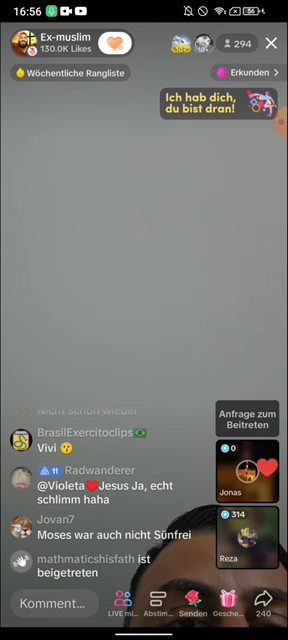 16:56
56
Ex-muslim
130.0K Likes
294
Wöchentliche Rangliste
Erkunden >
Ich hab dich,
du bist dran!
Nicht schon wieder
Anfrage zum
Beitreten
BrasilExercitoclips
Vivi 😗
0
Jonas
11 Radwanderer
@Violeta❤️Jesus Ja, echt
schlimm haha
Jovan7
Moses war auch nicht Sünfrei
314
Reza
mathmaticshisfath ist
beigetreten
Komment...
LIVE mi...
Abstim...
Senden
Gesche...
240